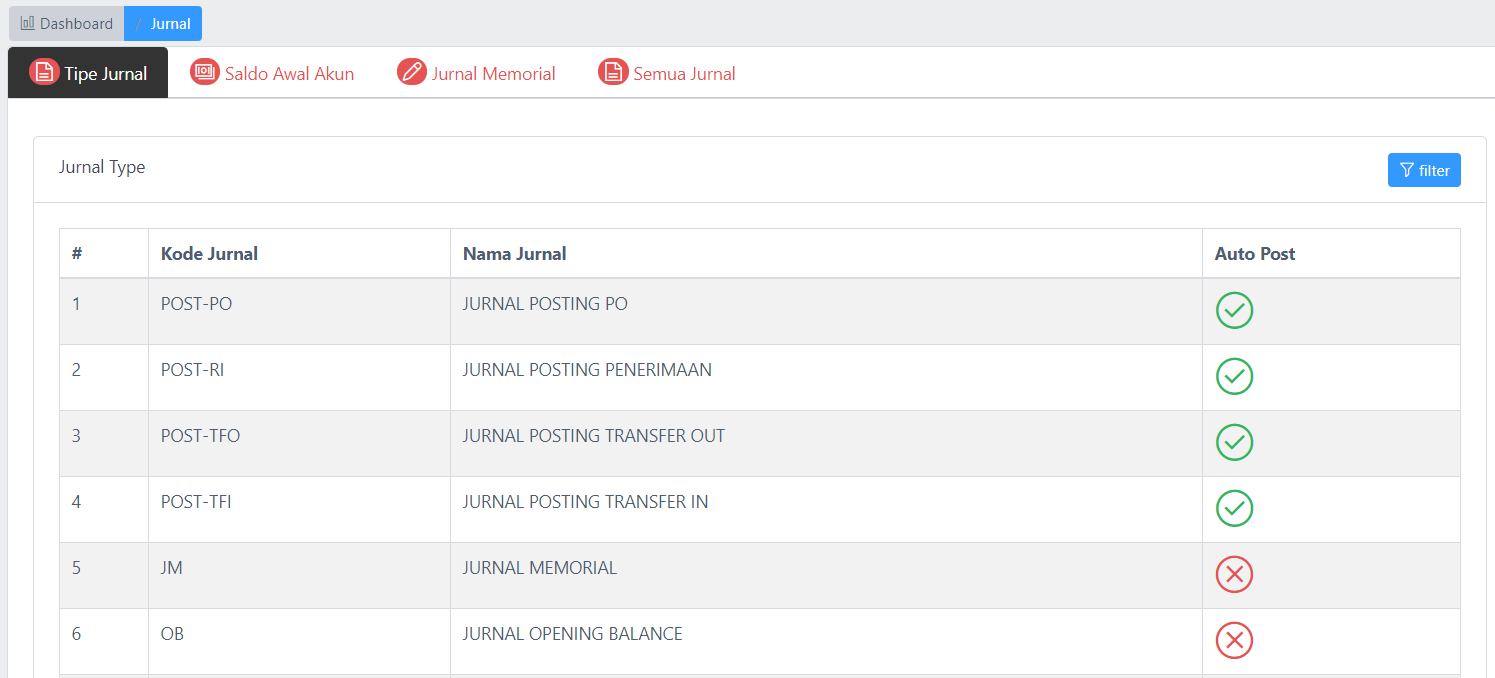 Dashboard / Jurnal
Tipe Jurnal Saldo Awal Akun Jurnal Memorial Semua Jurnal
Jurnal Type filter
# Kode Jurnal Nama Jurnal Auto Post
1 POST-PO JURNAL POSTING PO
2 POST-RI JURNAL POSTING PENERIMAAN
3 POST-TFO JURNAL POSTING TRANSFER OUT
4 POST-TFI JURNAL POSTING TRANSFER IN
5 JM JURNAL MEMORIAL
6 OB JURNAL OPENING BALANCE